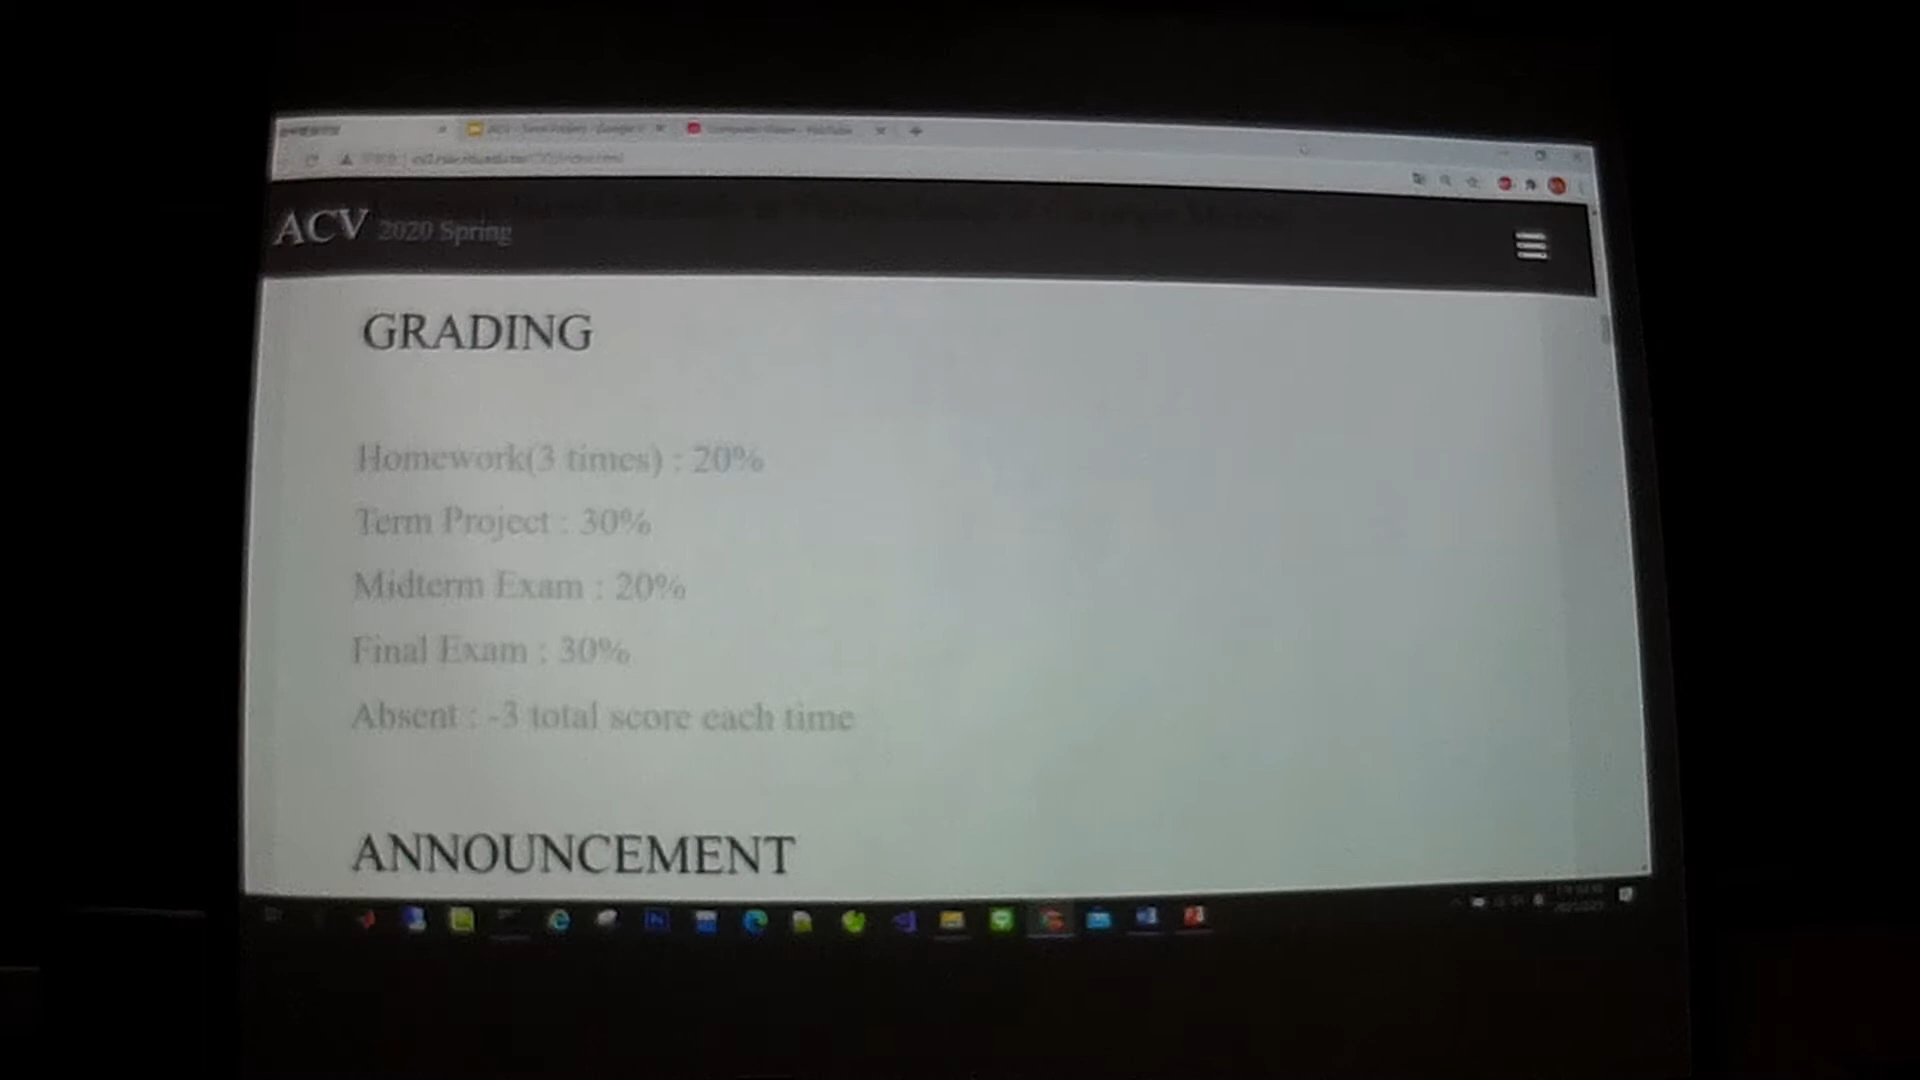 ACV 2020 Spring
GRADING
Homework(3 times) : 20%
Term Project : 30%
Midterm Exam : 20%
Final Exam : 30%
Absent : -3 total score each time
ANNOUNCEMENT